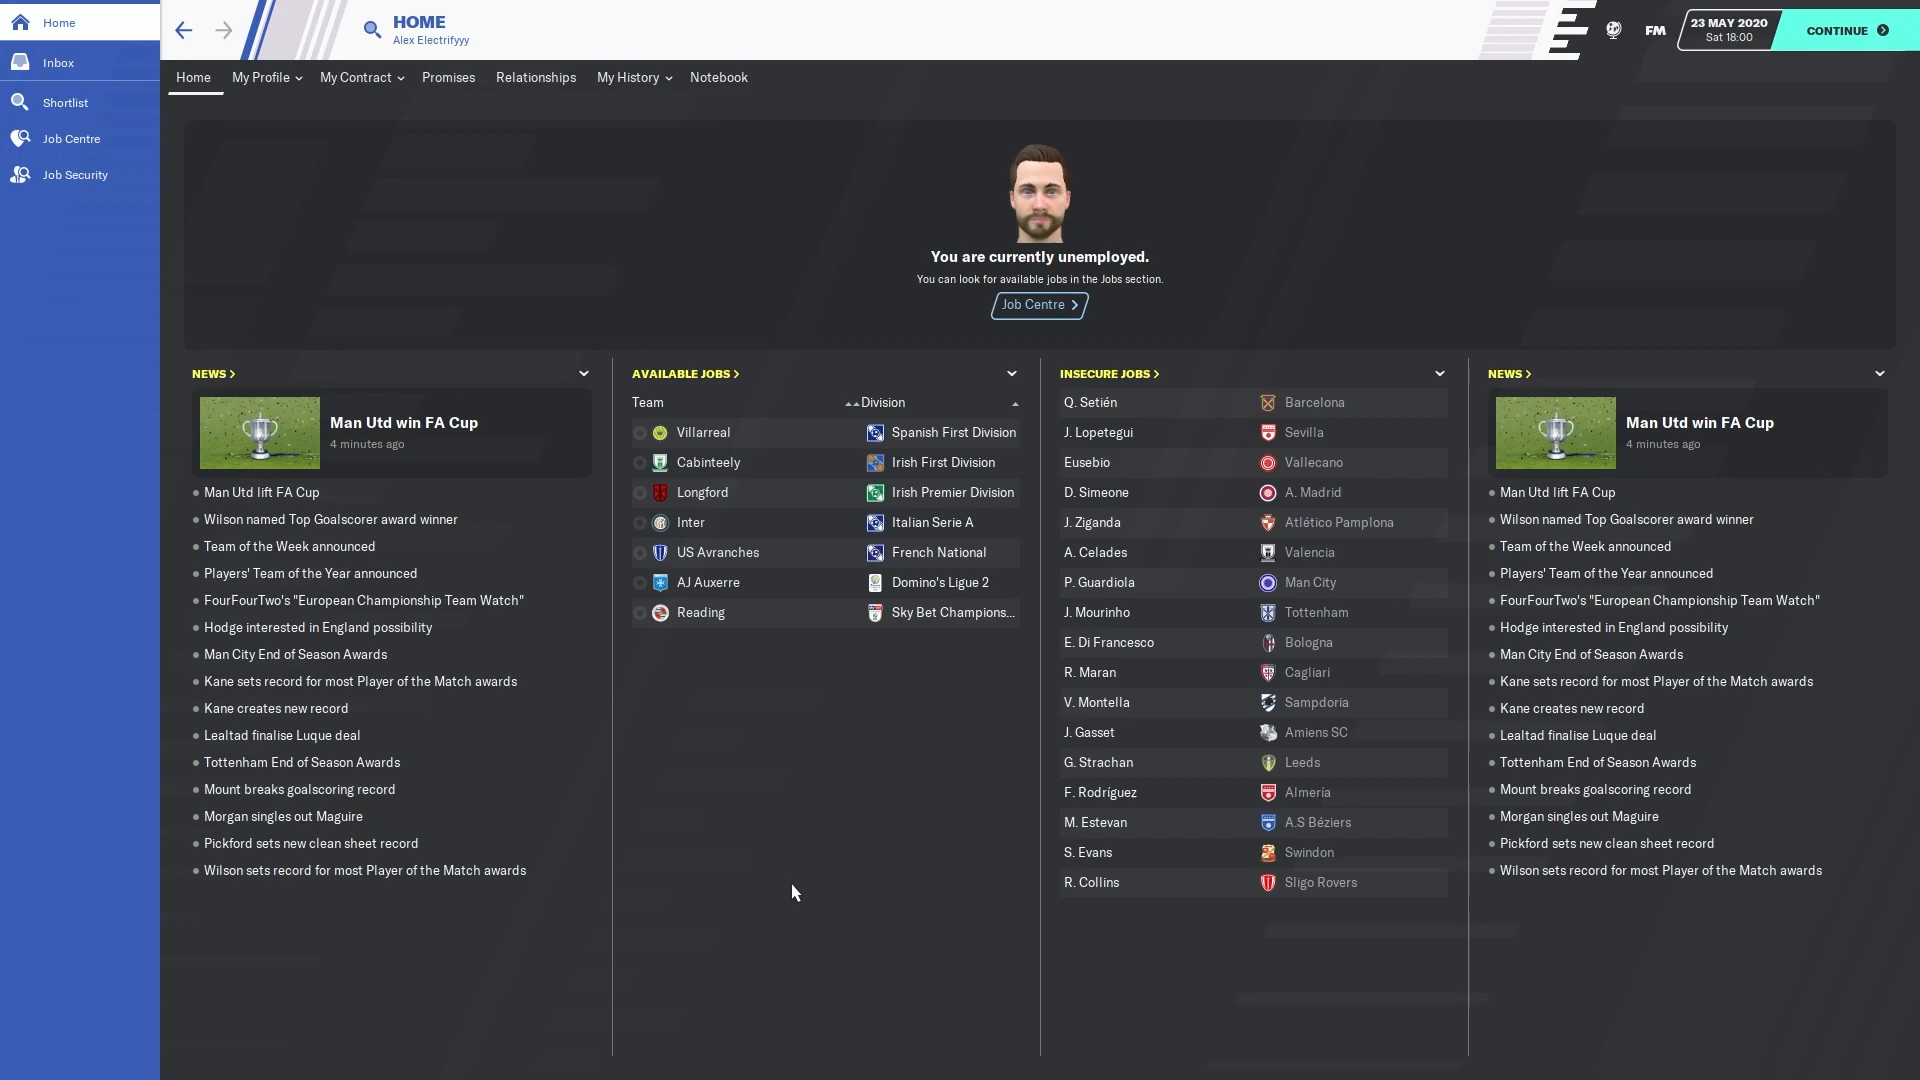 Home
Inbox
Shortlist
Job Centre
Job Security
HOME
Alex Electrifyyy
FM
23 MAY 2020
Sat 18:00
CONTINUE
Home My Profile My Contract Promises Relationships My History Notebook
You are currently unemployed.
You can look for available jobs in the Jobs section.
Job Centre
NEWS
Man Utd win FA Cup
4 minutes ago
Man Utd lift FA Cup
Wilson named Top Goalscorer award winner
Team of the Week announced
Players' Team of the Year announced
FourFourTwo's "European Championship Team Watch"
Hodge interested in England possibility
Man City End of Season Awards
Kane sets record for most Player of the Match awards
Kane creates new record
Lealtad finalise Luque deal
Tottenham End of Season Awards
Mount breaks goalscoring record
Morgan singles out Maguire
Pickford sets new clean sheet record
Wilson sets record for most Player of the Match awards
AVAILABLE JOBS
Team Division
Villarreal Spanish First Division
Cabinteely Irish First Division
Longford Irish Premier Division
Inter Italian Serie A
US Avranches French National
AJ Auxerre Domino's Ligue 2
Reading Sky Bet Champions...
INSECURE JOBS
Q. Setién Barcelona
J. Lopetegui Sevilla
Eusebio Vallecano
D. Simeone A. Madrid
J. Ziganda Atlético Pamplona
A. Celades Valencia
P. Guardiola Man City
J. Mourinho Tottenham
E. Di Francesco Bologna
R. Maran Cagliari
V. Montella Sampdoria
J. Gasset Amiens SC
G. Strachan Leeds
F. Rodríguez Almería
M. Estevan A.S Béziers
S. Evans Swindon
R. Collins Sligo Rovers
NEWS
Man Utd win FA Cup
4 minutes ago
Man Utd lift FA Cup
Wilson named Top Goalscorer award winner
Team of the Week announced
Players' Team of the Year announced
FourFourTwo's "European Championship Team Watch"
Hodge interested in England possibility
Man City End of Season Awards
Kane sets record for most Player of the Match awards
Kane creates new record
Lealtad finalise Luque deal
Tottenham End of Season Awards
Mount breaks goalscoring record
Morgan singles out Maguire
Pickford sets new clean sheet record
Wilson sets record for most Player of the Match awards